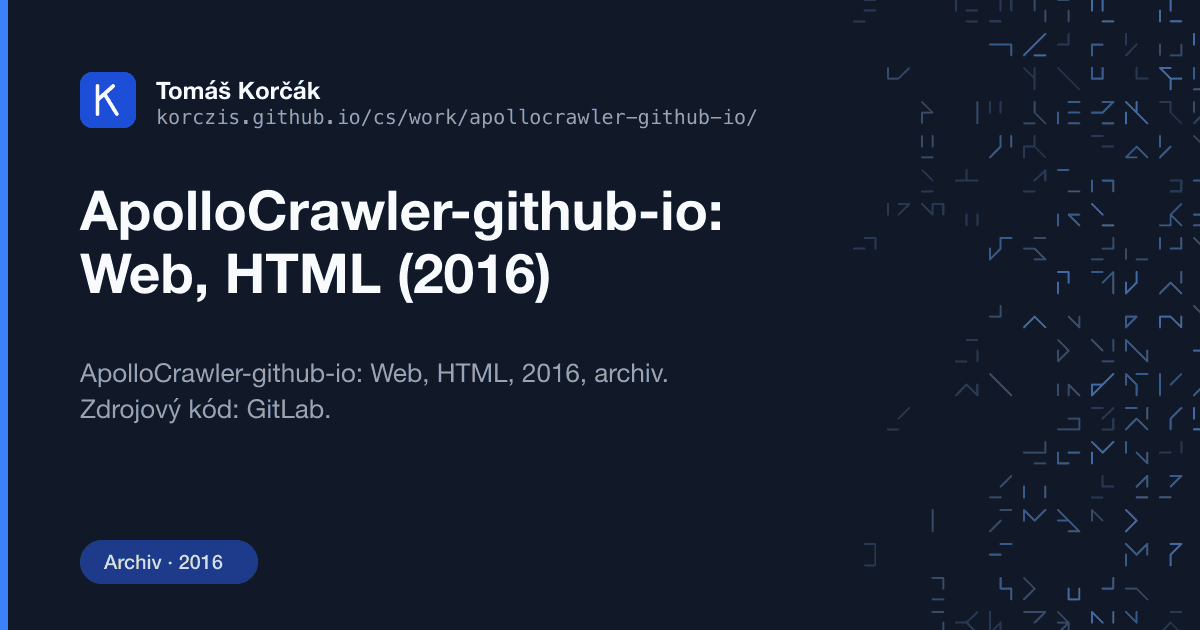 K
Tomáš Korčák
korczis.github.io/cs/work/apollocrawler-github-io/
ApolloCrawler-github-io:
Web, HTML (2016)
ApolloCrawler-github-io: Web, HTML, 2016, archiv.
Zdrojový kód: GitLab.
Archiv · 2016